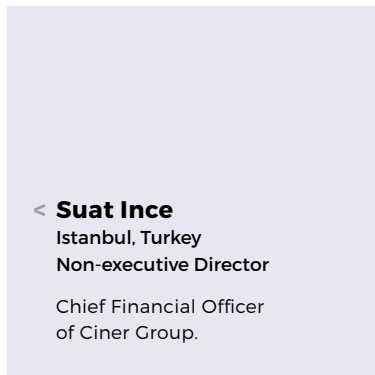 < Suat Ince
Istanbul, Turkey
Non-executive Director
Chief Financial Officer
of Ciner Group.